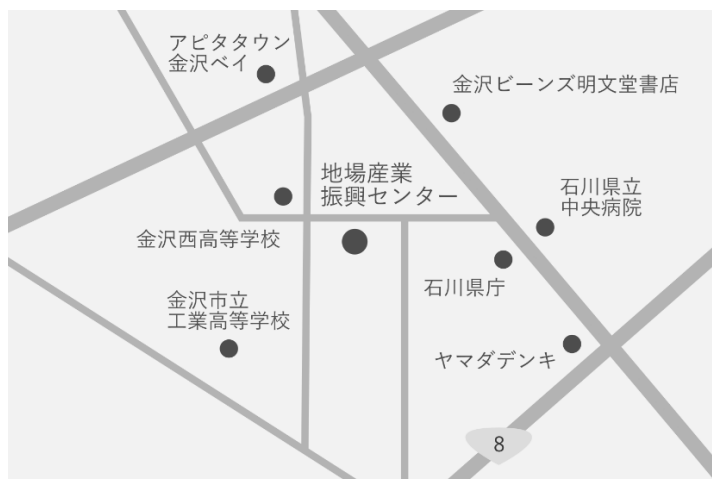 アピタタウン
金沢ベイ
金沢ビーンズ明文堂書店
地場産業
振興センター
石川県立
中央病院
金沢西高等学校
石川県庁
金沢市立
工業高等学校
ヤマダデンキ
8